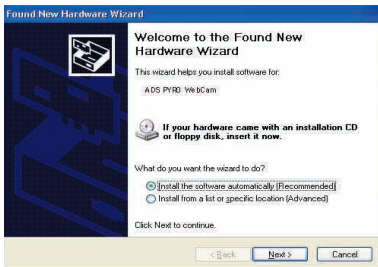 Found New Hardware Wizard
Welcome to the Found New
Hardware Wizard
This wizard helps you install software for:
ADS PYRO WebCam
If your hardware came with an installation CD
or floppy disk, insert it now.
What do you want the wizard to do?
Install the software automatically (Recommended)
Install from a list or specific location (Advanced)
Click Next to continue.
< Back
Next >
Cancel